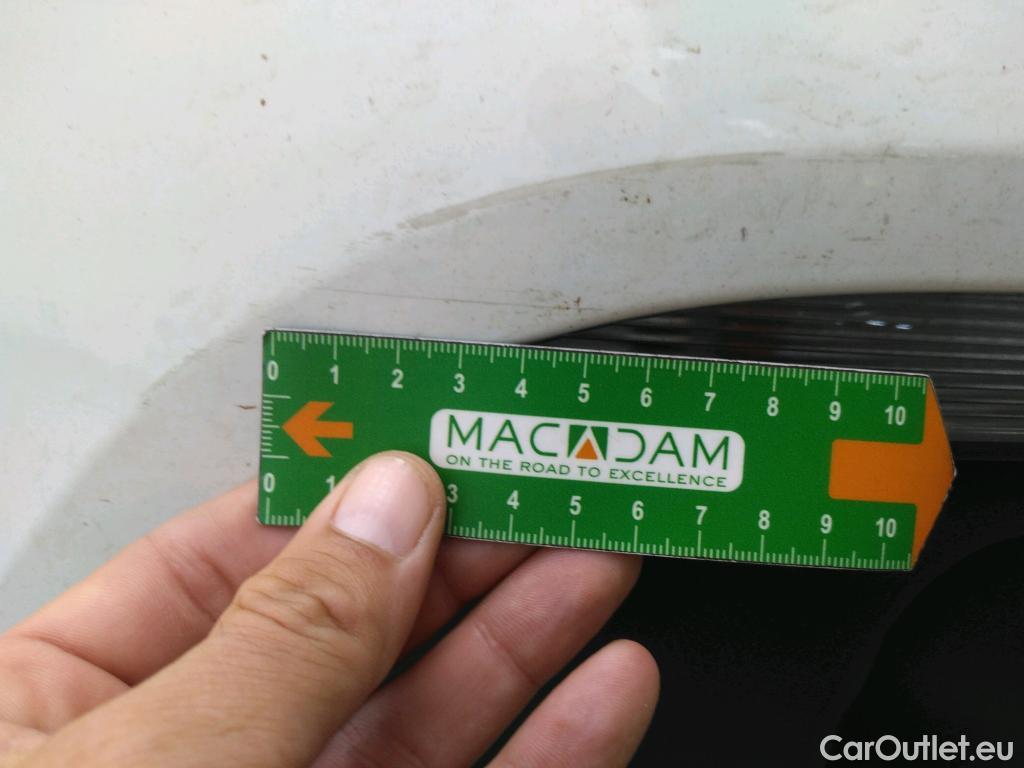 0 1 2 3 4 5 6 7 8 9 10
MACADAM
ON THE ROAD TO EXCELLENCE
0 1 3 4 5 6 7 8 9 10
CarOutlet.eu